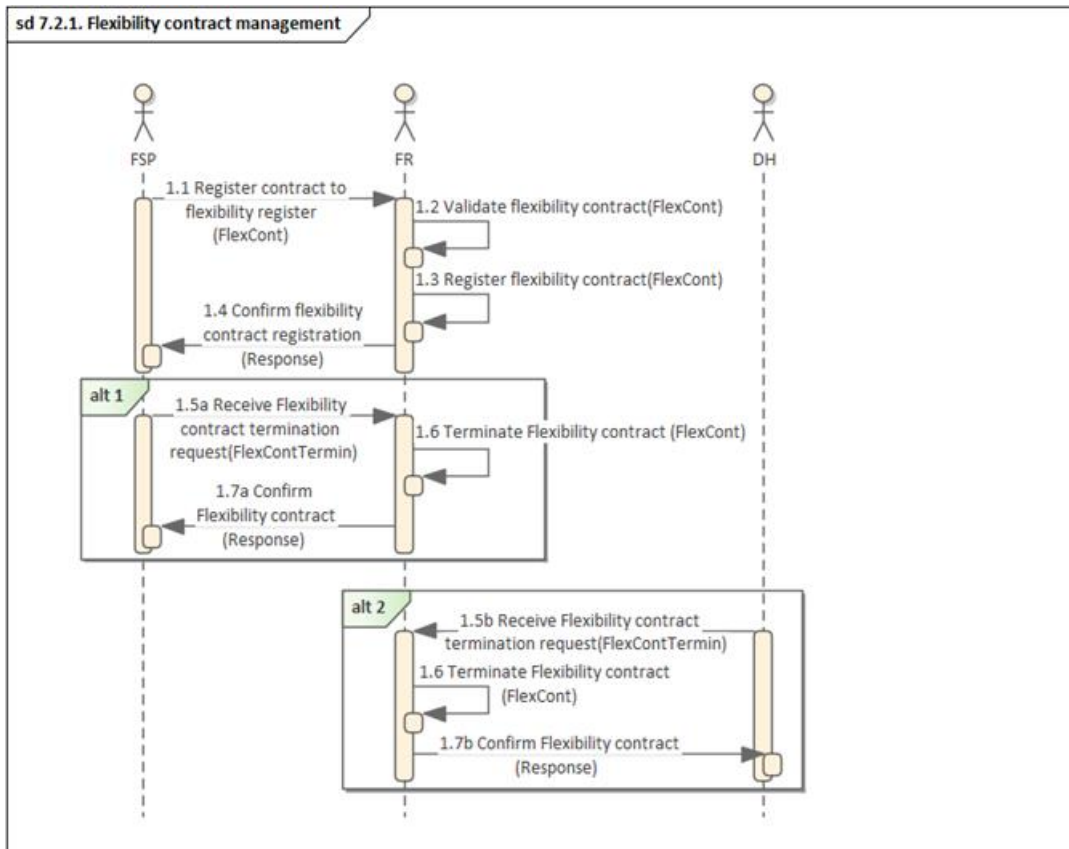 sd 7.2.1. Flexibility contract management
FSP
FR
DH
1.1 Register contract to
flexibility register
(FlexCont)
1.2 Validate flexibility contract(FlexCont)
1.3 Register flexibility contract(FlexCont)
1.4 Confirm flexibility
contract registration
(Response)
alt 1
1.5a Receive Flexibility
contract termination
request(FlexContTermin)
1.6 Terminate Flexibility contract (FlexCont)
1.7a Confirm
Flexibility contract
(Response)
alt 2
1.5b Receive Flexibility contract
termination request(FlexContTermin)
1.6 Terminate Flexibility contract
(FlexCont)
1.7b Confirm Flexibility contract
(Response)